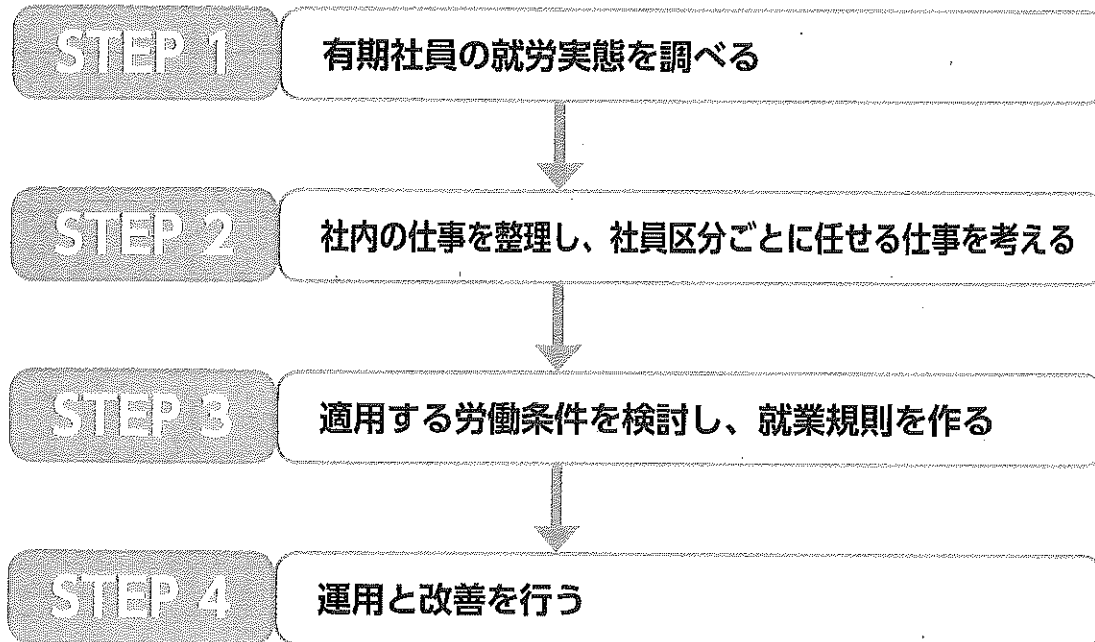 STEP 1
有期社員の就労実態を調べる
STEP 2
社内の仕事を整理し、社員区分ごとに任せる仕事を考える
STEP 3
適用する労働条件を検討し、就業規則を作る
STEP 4
運用と改善を行う